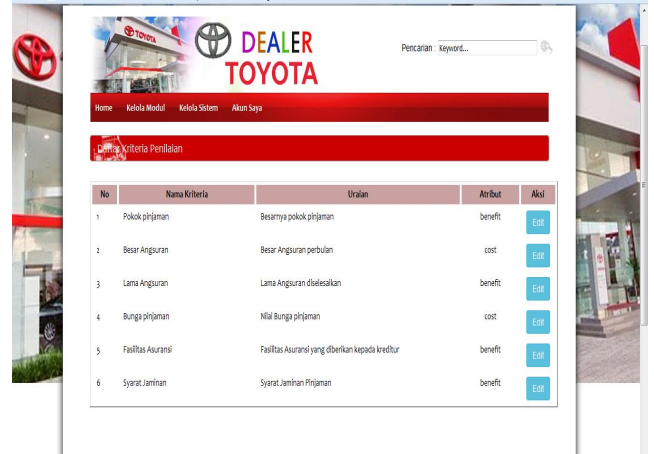 TOYOTA
DEALER
TOYOTA
Pencarian : Keyword...
Home Kelola Modul Kelola Sistem Akun Saya
Daftar Kriteria Penilaian
No Nama Kriteria Uraian Atribut Aksi
1 Pokok pinjaman Besarnya pokok pinjaman benefit Edit
2 Besar Angsuran Besar Angsuran perbulan cost Edit
3 Lama Angsuran Lama Angsuran diselesaikan benefit Edit
4 Bunga pinjaman Nilai Bunga pinjaman cost Edit
5 Fasilitas Asuransi Fasilitas Asuransi yang diberikan kepada kreditur benefit Edit
6 Syarat Jaminan Syarat Jaminan Pinjaman benefit Edit